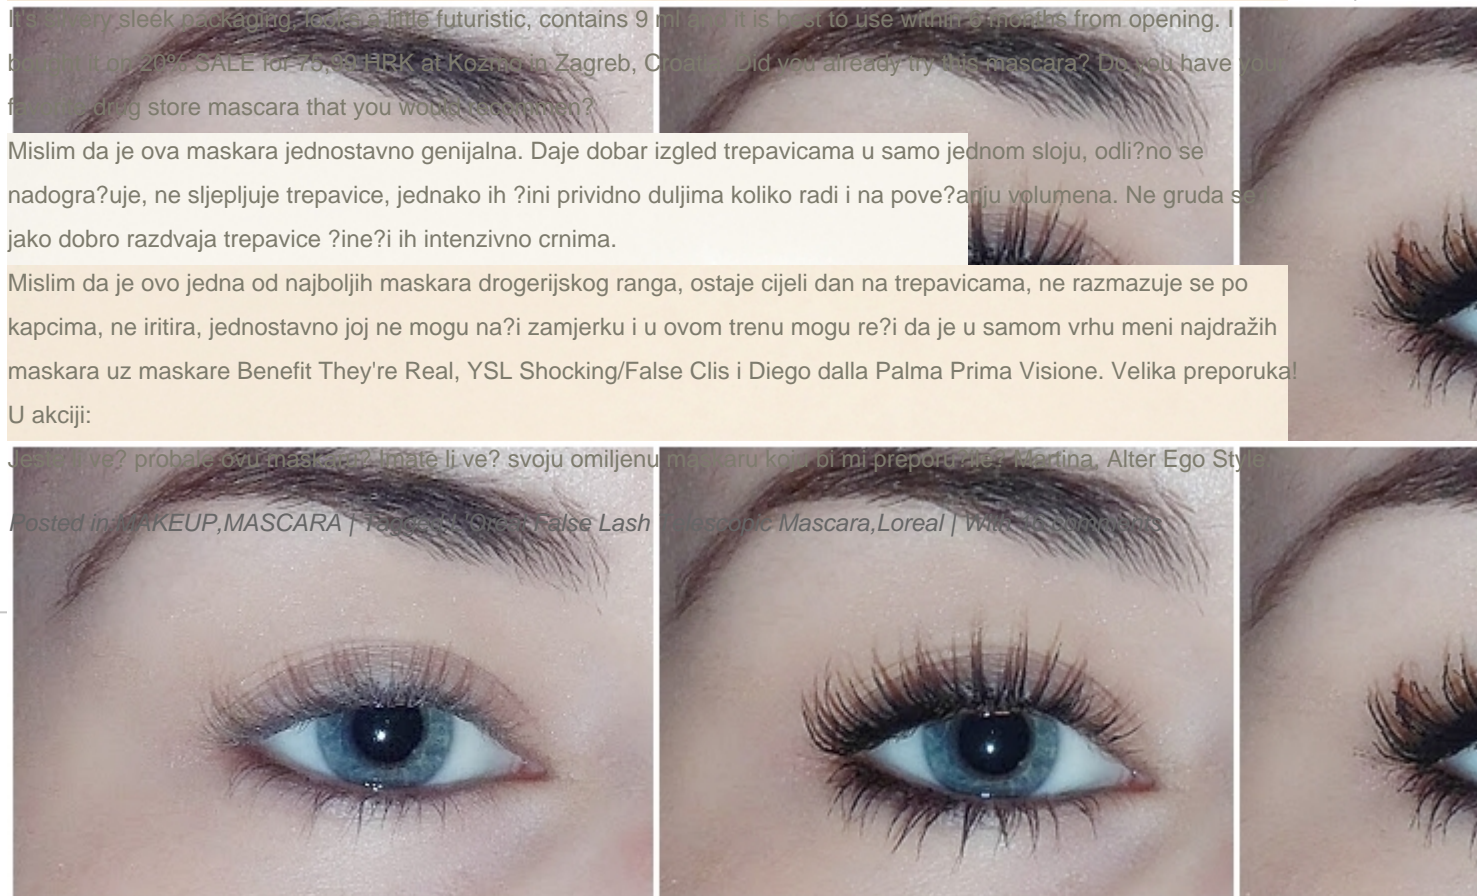 It's very sleek packaging, looks a little futuristic, contains 9 ml and it is best to use within 6 months from opening. I
bought it on 20% SALE for 75,99 HRK at Kozmo in Zagreb, Croatia. Did you already try this mascara? Do you have your
drug store mascara that you would
Mislim da je ova maskara jednostavno genijalna. Daje dobar izgled trepavicama u samo jednom sloju, odli?no se
nadogra?uje, ne sljepljuje trepavice, jednako ih ?ini prividno duljima koliko radi i na pove?anju volumena. Ne gruda se
jako dobro razdvaja trepavice ?ine?i ih intenzivno crnima.
Mislim da je ovo jedna od najboljih maskara drogerijskog ranga, ostaje cijeli dan na trepavicama, ne razmazuje se po
kapcima, ne iritira, jednostavno joj ne mogu na?i zamjerku i u ovom trenu mogu re?i da je u samom vrhu meni najdražih
maskara uz maskare Benefit They're Real, YSL Shocking/False Clis i Diego dalla Palma Prima Visione. Velika preporuka!
U akciji:
ve? probale ovu maskaru? Imate li ve? svoju omiljenu maskaru koju bi mi preporu?ile? Martina, Alter Ego Style
Posted in MAKEUP,MASCARA | Tagged False Lash Mascara,Loreal | With comments